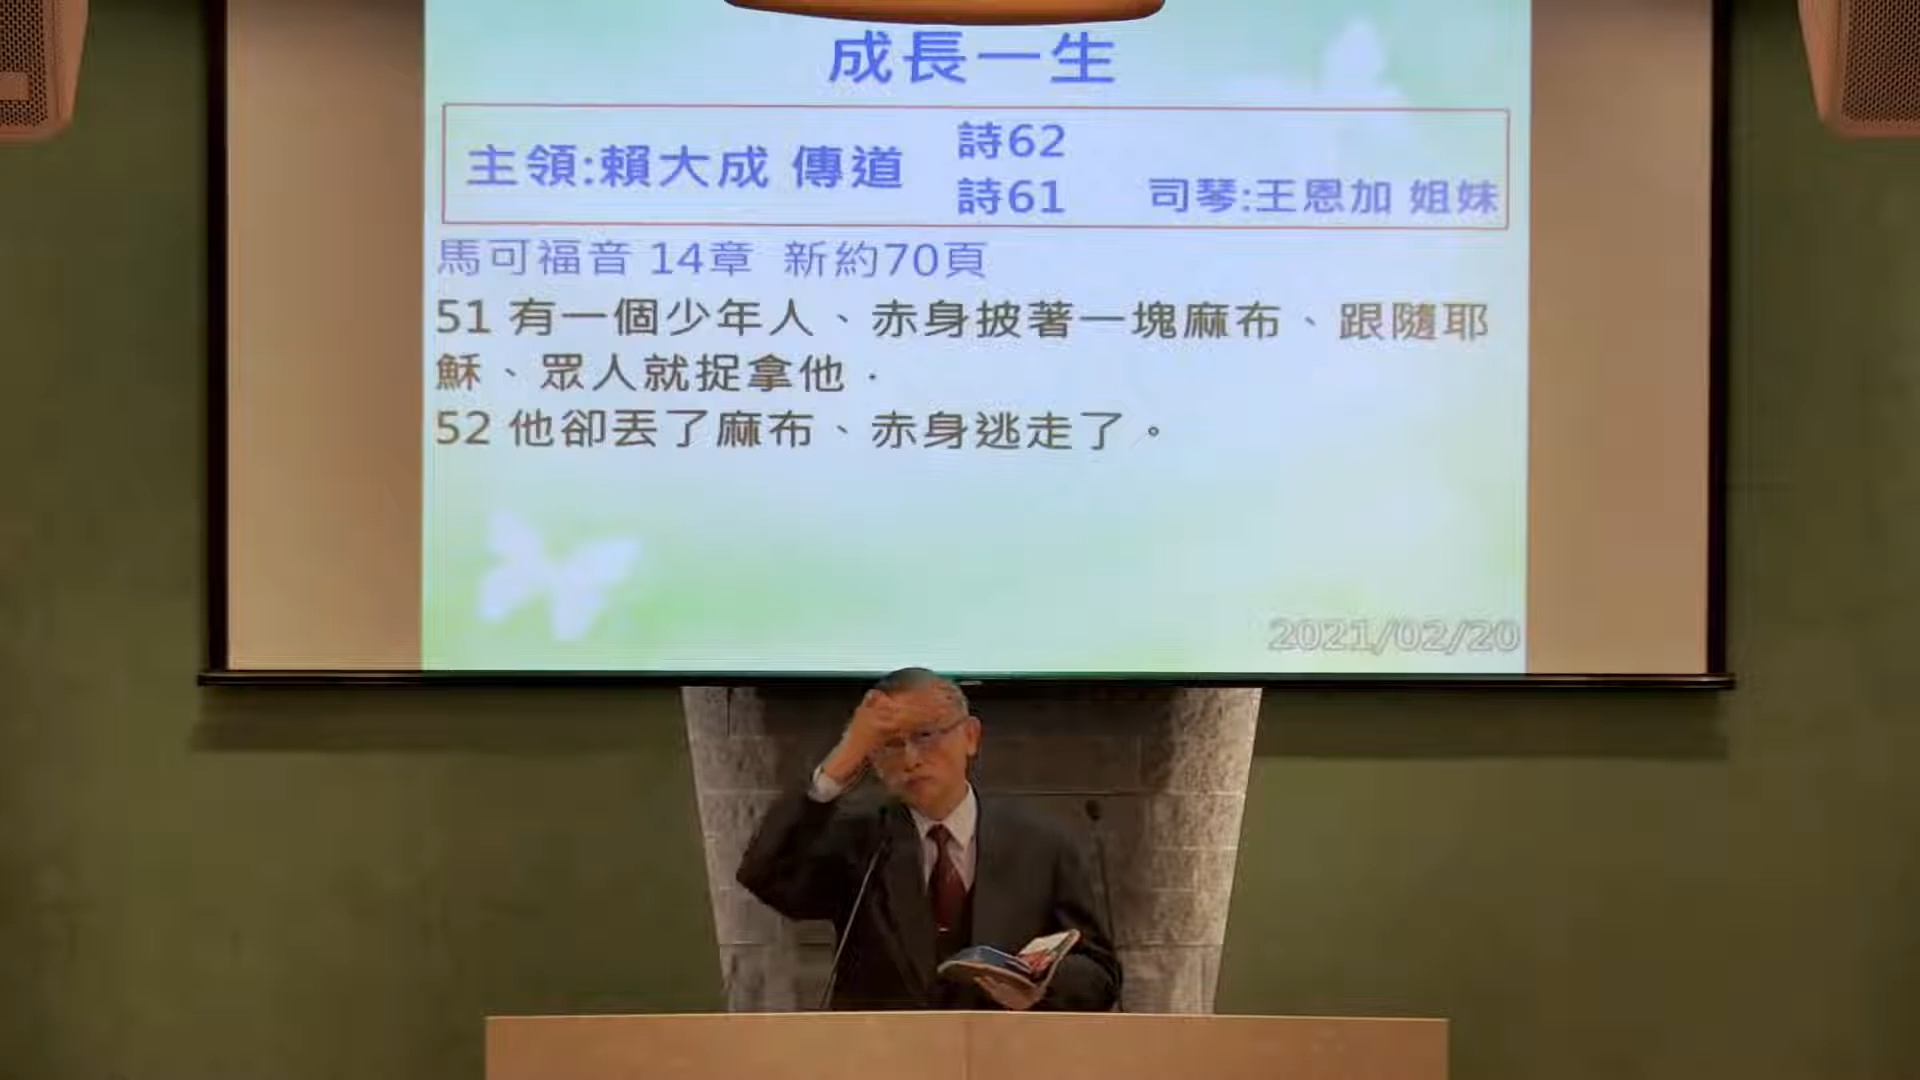 成長一生
主領:賴大成 傳道
詩62
詩61 司琴:王恩加 姐妹
馬可福音 14章 新約70頁
51 有一個少年人、赤身披著一塊麻布、跟隨耶
穌、眾人就捉拿他．
52 他卻丟了麻布、赤身逃走了。
2021/02/20